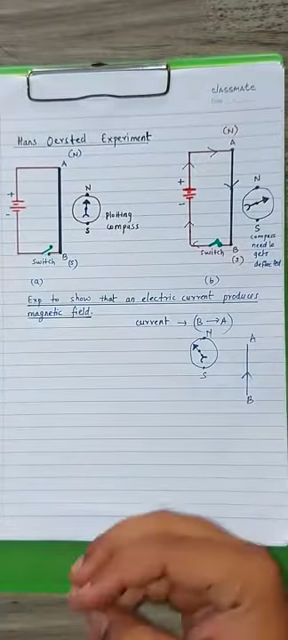 CLASSMATE
Hans Oersted Experiment
(N)
A
+
-
N
S
plotting
compass
Switch
B
(S)
(a)
(N)
A
+
-
N
S
compass
needle
gets
deflected
Switch
B
(S)
(b)
Exp to show that an electric current produces
magnetic field.
current → (B → A)
N
S
A
B